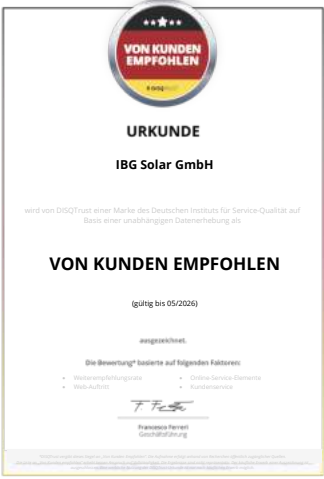 VON KUNDEN
EMPFOHLEN
DISQTRUST
URKUNDE
IBG Solar GmbH
wird von DISQTrust einer Marke des Deutschen Instituts für Service-Qualität auf
Basis einer unabhängigen Datenerhebung als
VON KUNDEN EMPFOHLEN
(gültig bis 05/2026)
ausgezeichnet.
Die Bewertung* basierte auf folgenden Faktoren:
Weiterempfehlungsrate
Web-Auftritt
Online-Service-Elemente
Kundenservice
Francesco Ferreri
Geschäftsführung